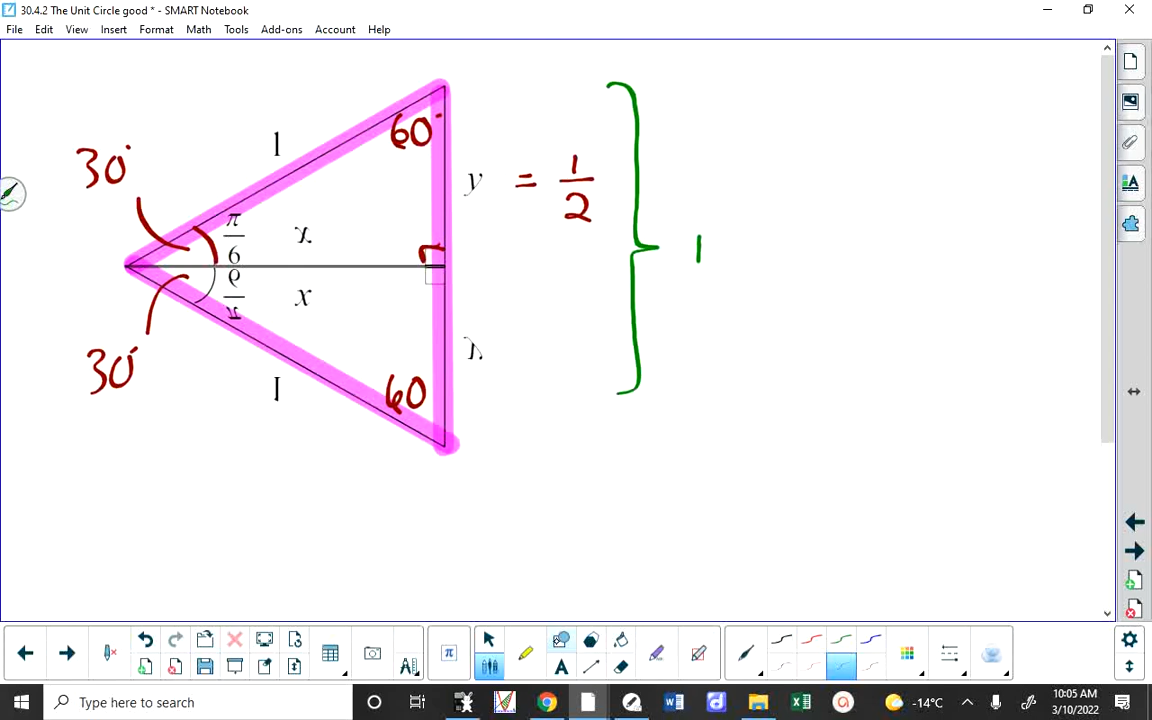 30.4.2 The Unit Circle good * - SMART Notebook
File Edit View Insert Format Math Tools Add-ons Account Help
60°
1
30°
y = 1/2
π/6
x
1
π/6
x
y
30°
60
1
π
A
Type here to search
-14°C
10:05 AM
3/10/2022